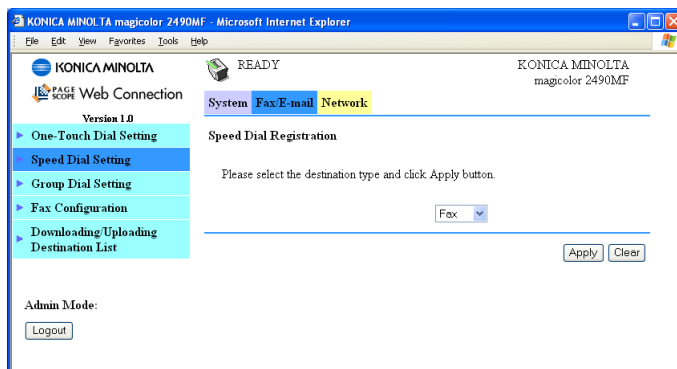 KONICA MINOLTA magicolor 2490MF - Microsoft Internet Explorer
File Edit View Favorites Tools Help
KONICA MINOLTA
PAGE SCOPE Web Connection
Version 1.0
READY
KONICA MINOLTA
magicolor 2490MF
System Fax/E-mail Network
One-Touch Dial Setting
Speed Dial Setting
Group Dial Setting
Fax Configuration
Downloading/Uploading
Destination List
Speed Dial Registration
Please select the destination type and click Apply button.
Fax
Apply Clear
Admin Mode:
Logout